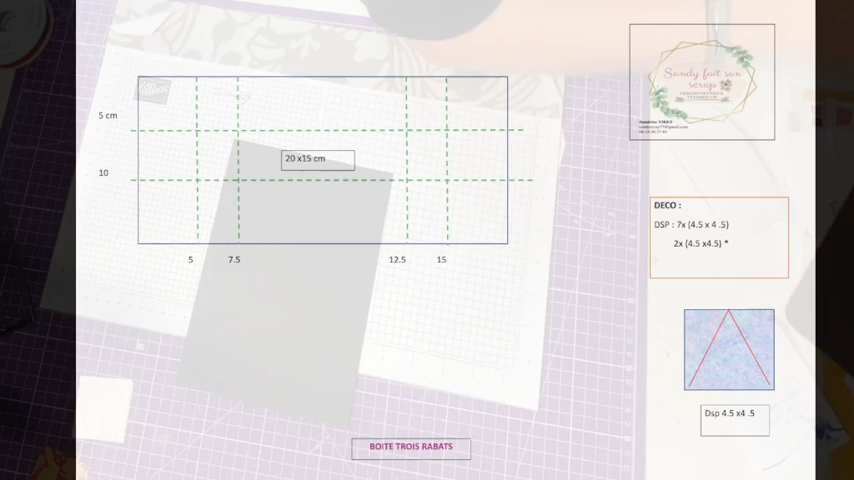 Sandy fait son
scrap
5 cm
20 x15 cm
10
5
7.5
12.5
15
DECO :
DSP : 7x (4.5 x 4 .5)
2x (4.5 x4.5) *
Dsp 4.5 x4 .5
BOITE TROIS RABATS